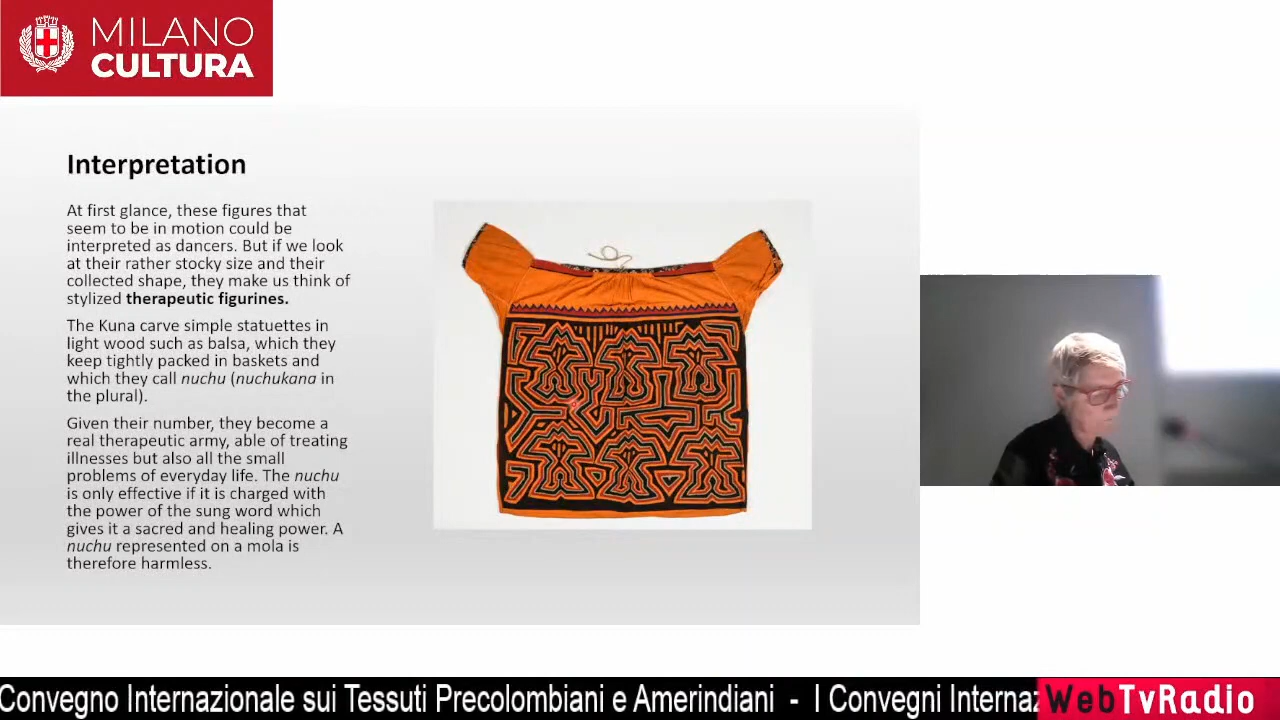 MILANO
CULTURA
Interpretation
At first glance, these figures that
seem to be in motion could be
interpreted as dancers. But if we look
at their rather stocky size and their
collected shape, they make us think of
stylized therapeutic figurines.
The Kuna carve simple statuettes in
light wood such as balsa, which they
keep tightly packed in baskets and
which they call nuchu (nuchukana in
the plural).
Given their number, they become a
real therapeutic army, able of treating
illnesses but also all the small
problems of everyday life. The nuchu
is only effective if it is charged with
the power of the sung word which
gives it a sacred and healing power. A
nuchu represented on a mola is
therefore harmless.
Convegno Internazionale sui Tessuti Precolombiani e Amerindiani - I Convegni Internaz
WebTvRadio